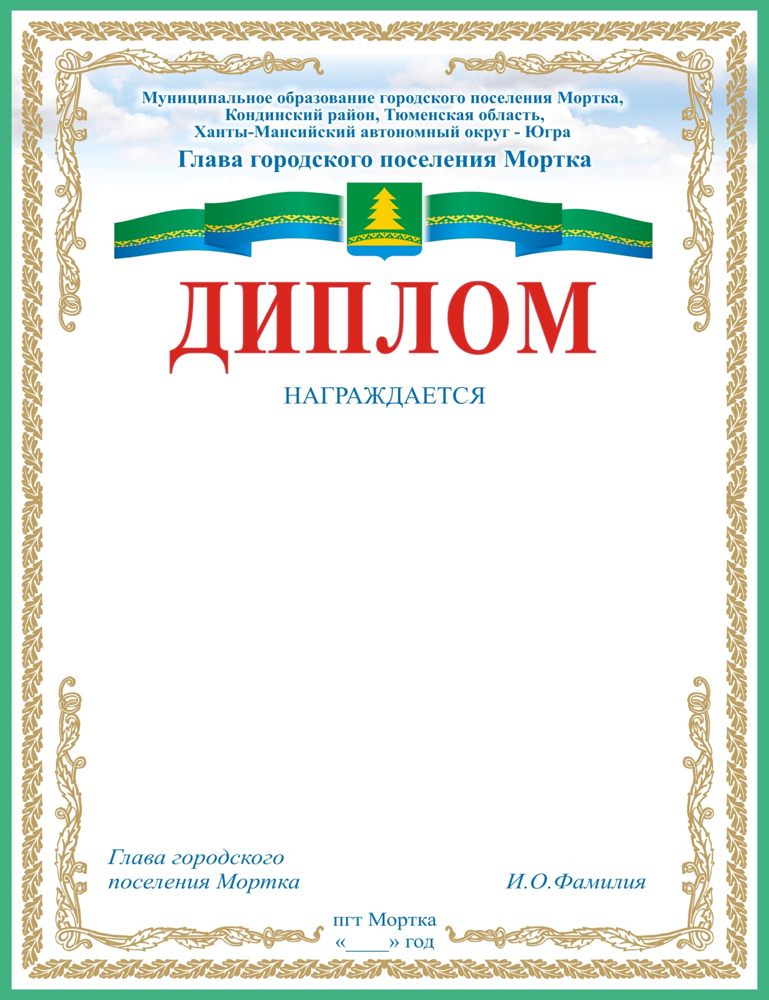 Муниципальное образование городского поселения Мортка,
Кондинский район, Тюменская область,
Ханты-Мансийский автономный округ - Югра
Глава городского поселения Мортка
ДИПЛОМ
НАГРАЖДАЕТСЯ
Глава городского
поселения Мортка
И.О.Фамилия
пгт Мортка
«____» год